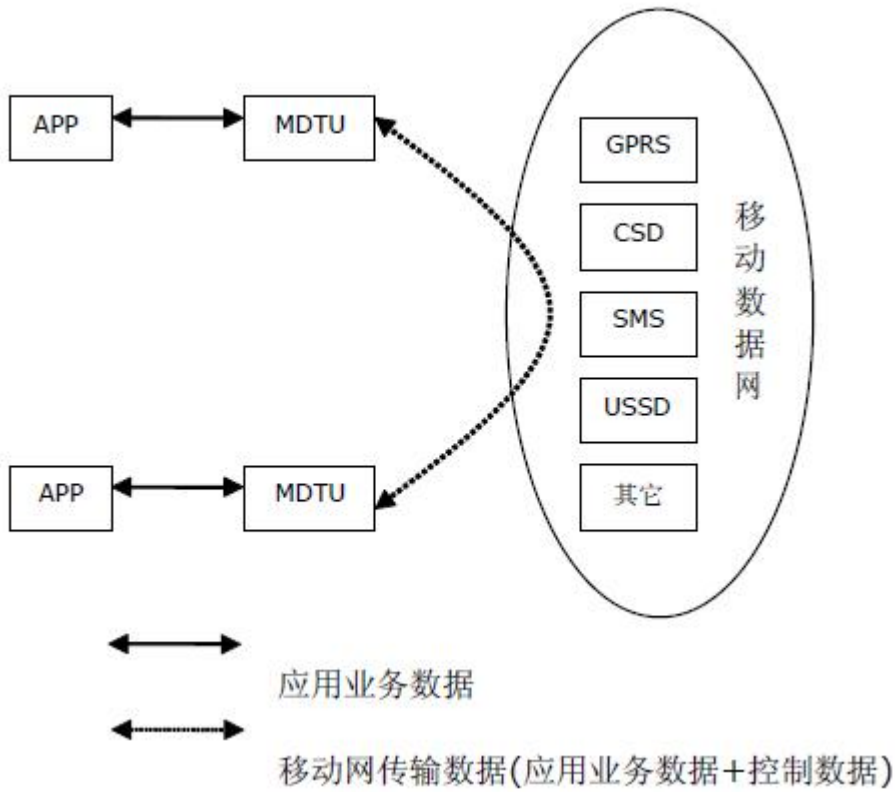 APP
MDTU
GPRS
CSD
SMS
USSD
其它
移动数据网
APP
MDTU
应用业务数据
移动网传输数据(应用业务数据+控制数据)